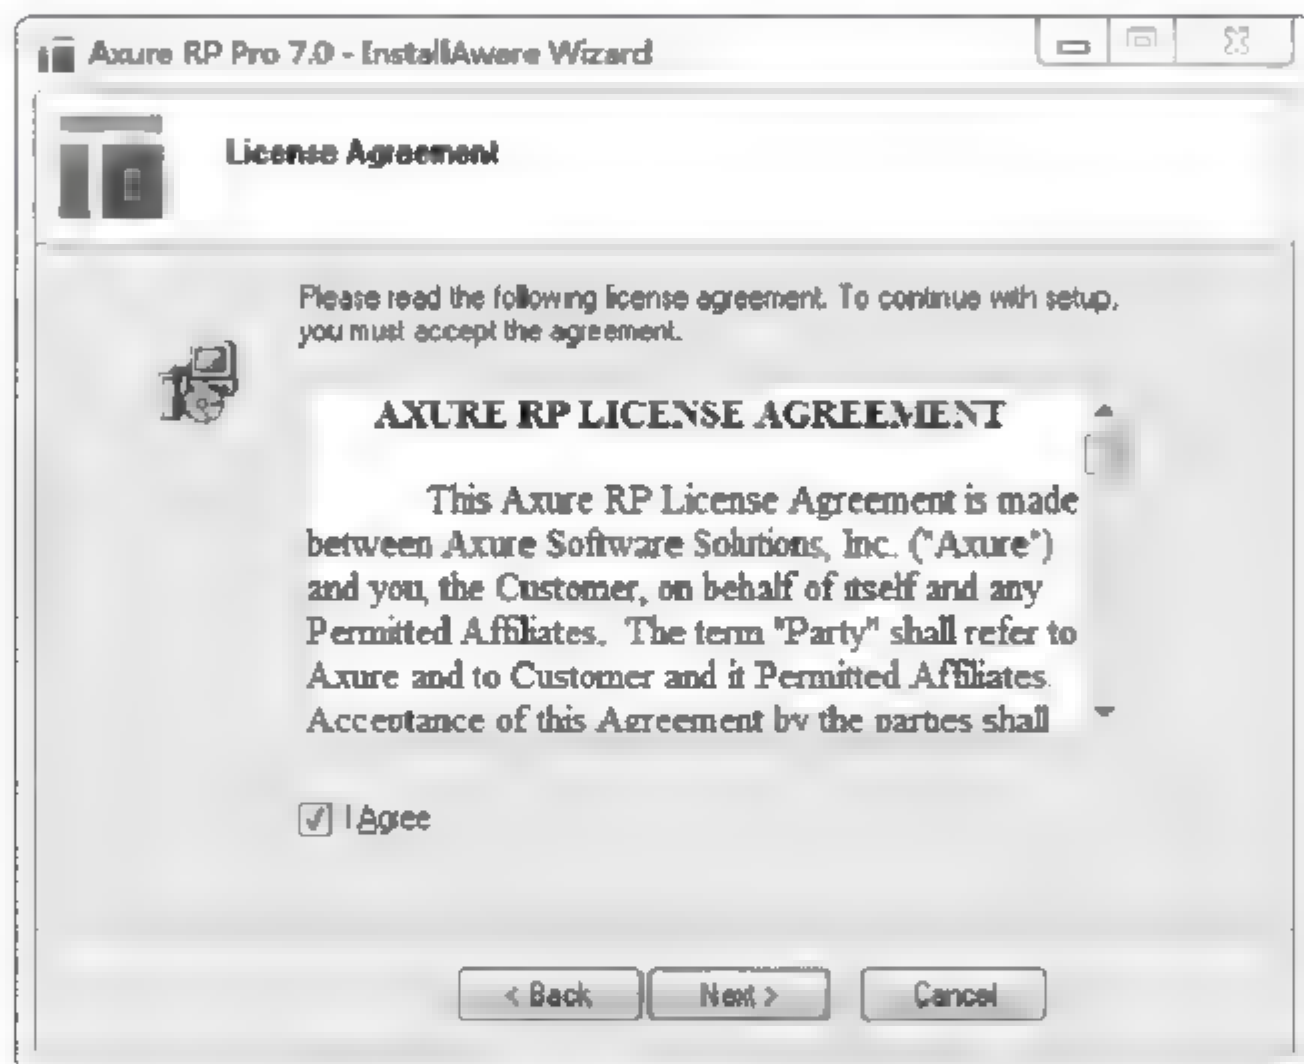 Axure RP Pro 7.0 - InstallAware Wizard
License Agreement
Please read the following license agreement. To continue with setup,
you must accept the agreement.
AXURE RP LICENSE AGREEMENT
This Axure RP License Agreement is made
between Axure Software Solutions, Inc. ("Axure")
and you, the Customer, on behalf of itself and any
Permitted Affiliates. The term "Party" shall refer to
Axure and to Customer and it Permitted Affiliates.
Acceptance of this Agreement by the parties shall
I Agree
< Back
Next >
Cancel